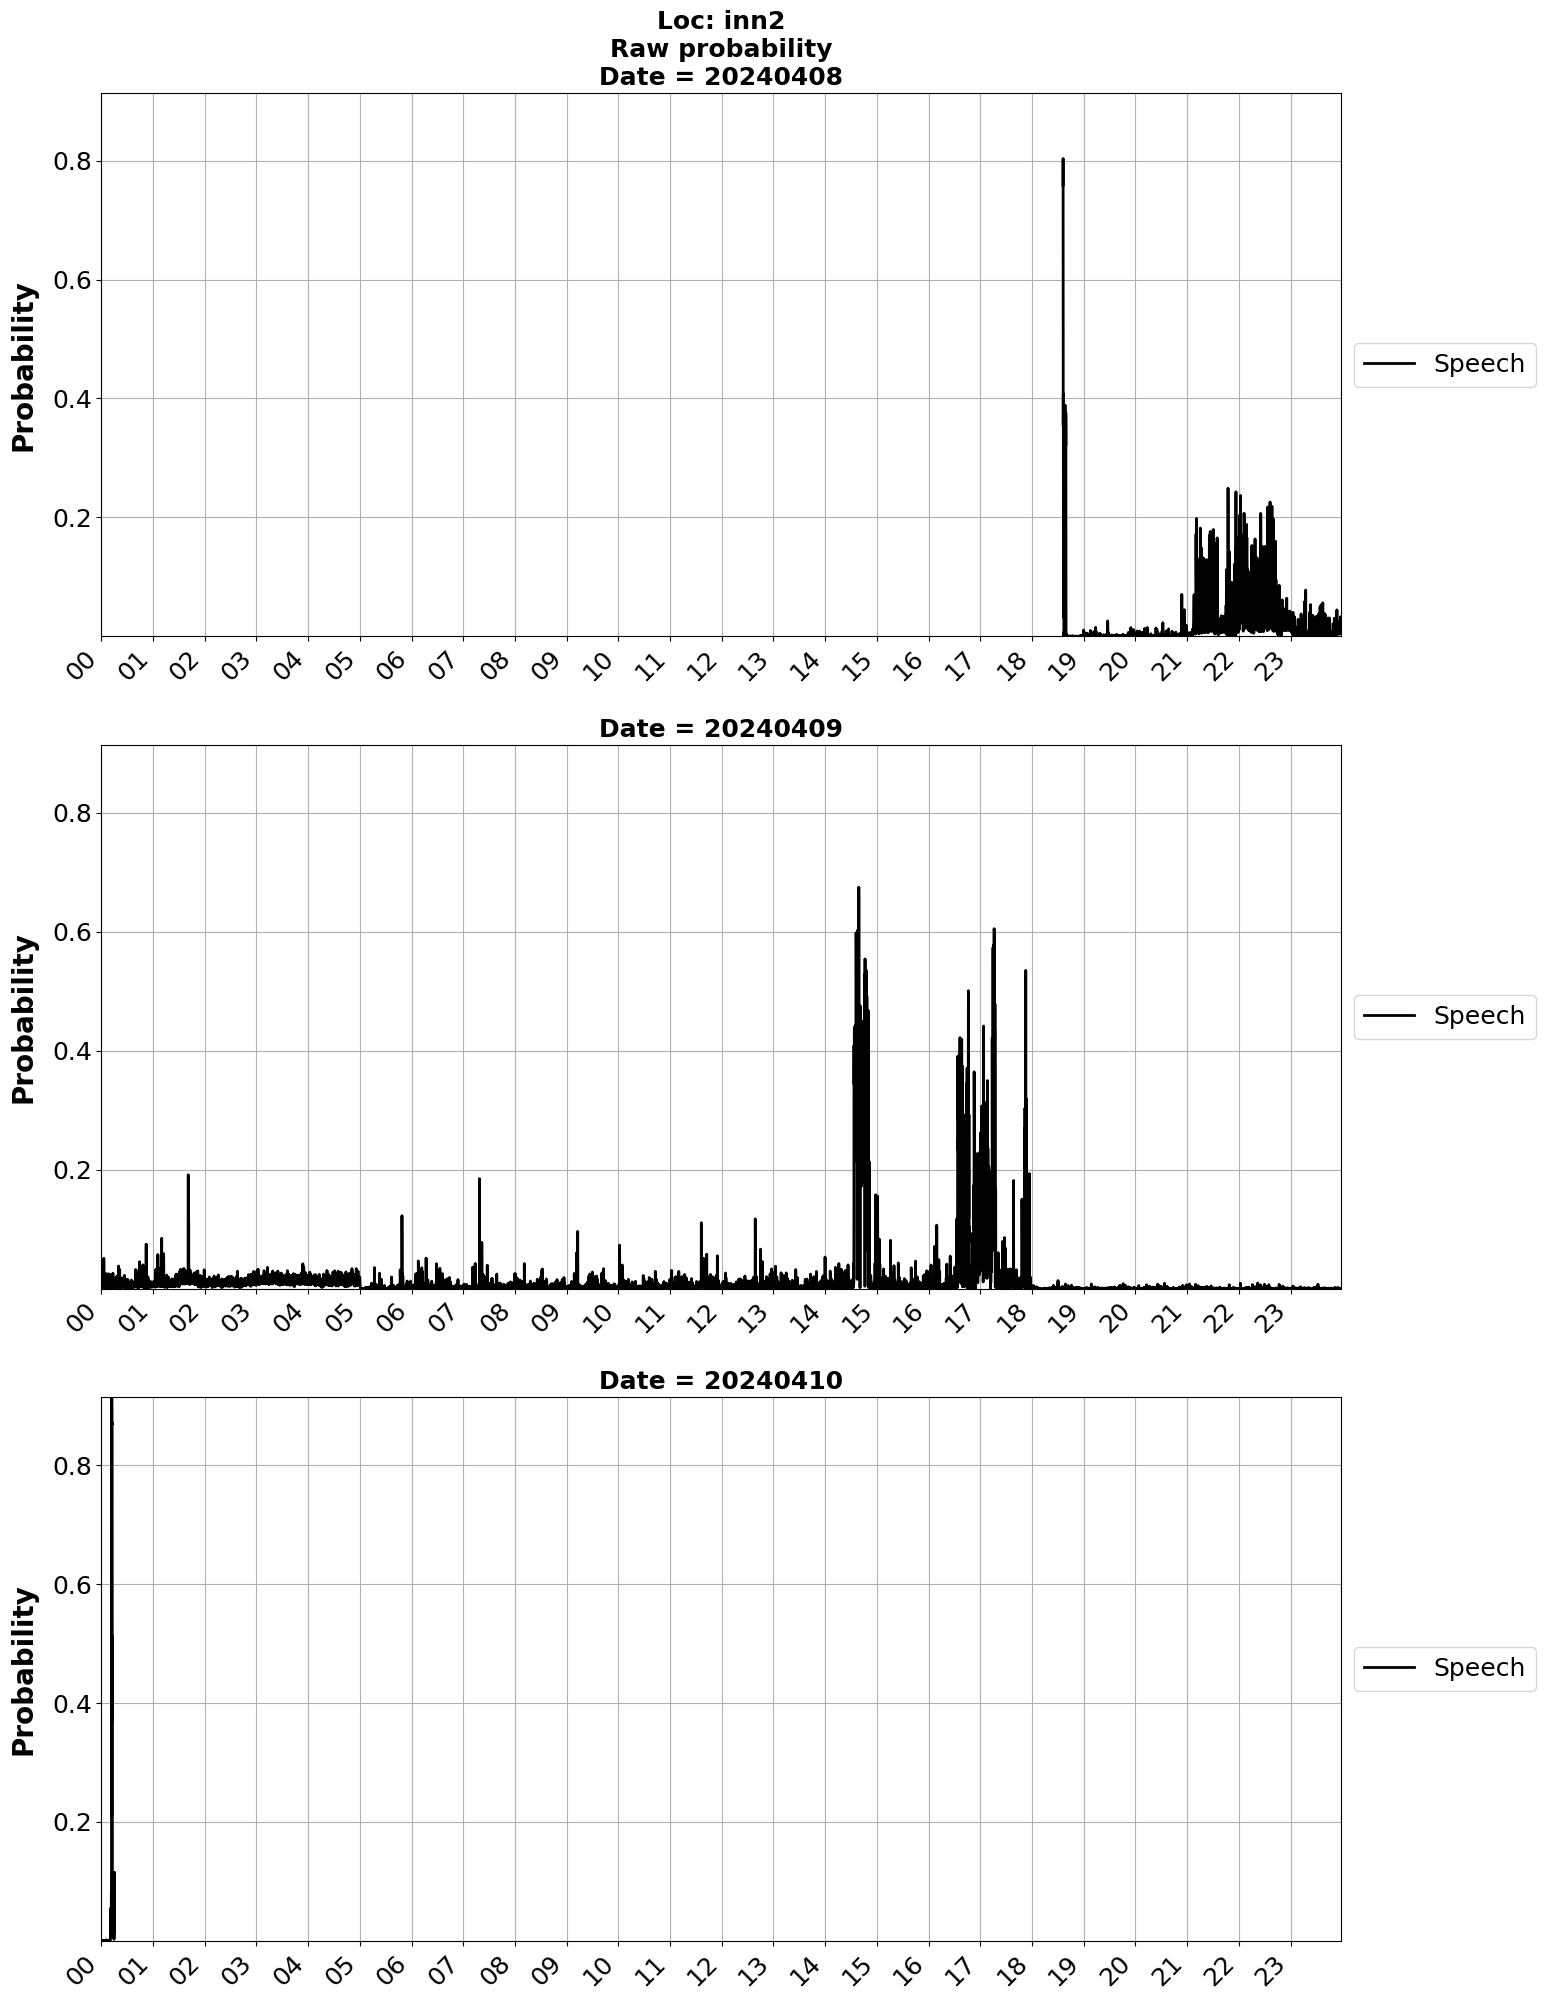 Loc: inn2
Raw probability
Date = 20240408
Probability
0.8
0.6
0.4
0.2
00 01 02 03 04 05 06 07 08 09 10 11 12 13 14 15 16 17 18 19 20 21 22 23
Speech
Date = 20240409
Probability
0.8
0.6
0.4
0.2
00 01 02 03 04 05 06 07 08 09 10 11 12 13 14 15 16 17 18 19 20 21 22 23
Speech
Date = 20240410
Probability
0.8
0.6
0.4
0.2
00 01 02 03 04 05 06 07 08 09 10 11 12 13 14 15 16 17 18 19 20 21 22 23
Speech